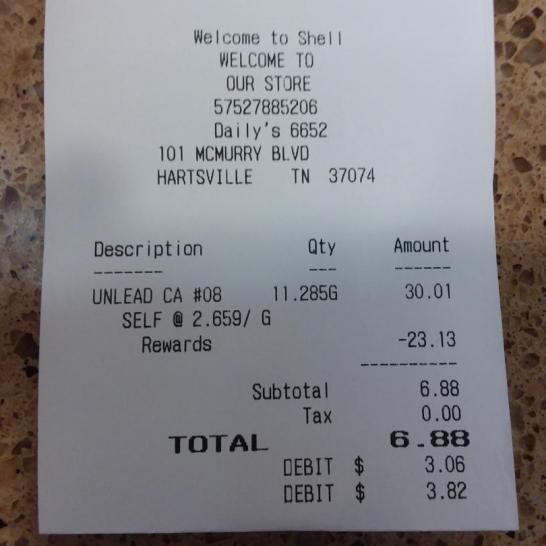 Welcome to Shell
WELCOME TO
OUR STORE
57527885206
Daily's 6652
101 MCMURRY BLVD
HARTSVILLE TN 37074
Description Qty Amount
------- --- ------
UNLEAD CA #08 11.285G 30.01
SELF @ 2.659/ G
Rewards -23.13
----------
Subtotal 6.88
Tax 0.00
TOTAL 6.88
DEBIT $ 3.06
DEBIT $ 3.82